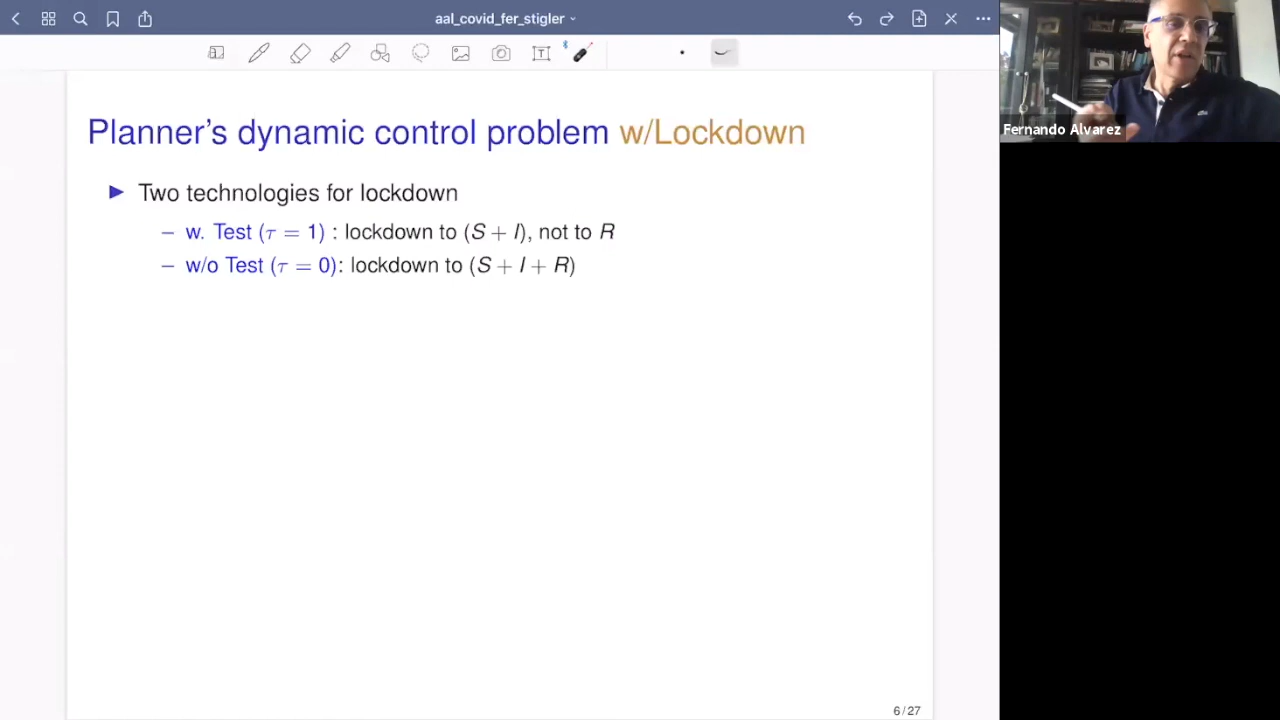 aal_covid_fer_stigler
Planner's dynamic control problem w/Lockdown
Two technologies for lockdown
– w. Test (τ = 1) : lockdown to (S + I), not to R
– w/o Test (τ = 0): lockdown to (S + I + R)
6 / 27
Fernando Alvarez